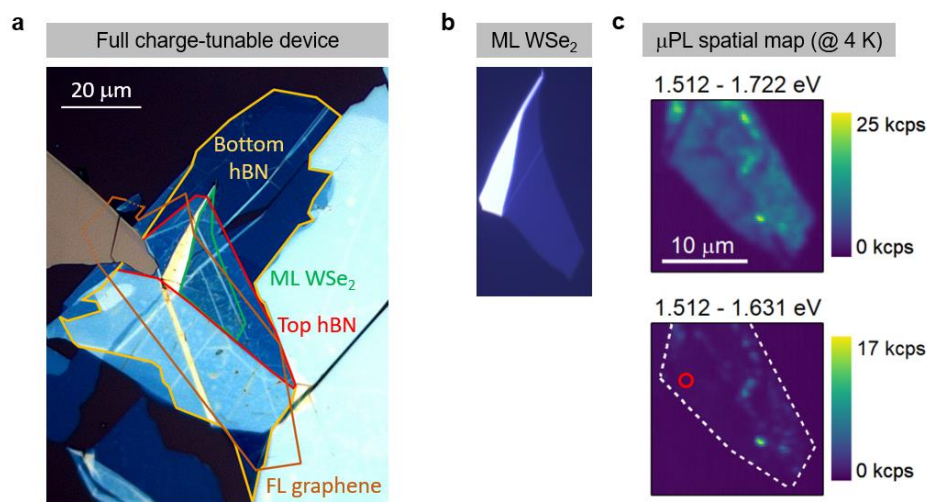 a
Full charge-tunable device
20 μm
Bottom
hBN
ML WSe₂
Top hBN
FL graphene
b
ML WSe₂
c
μPL spatial map (@ 4 K)
1.512 - 1.722 eV
25 kcps
0 kcps
10 μm
1.512 - 1.631 eV
17 kcps
0 kcps